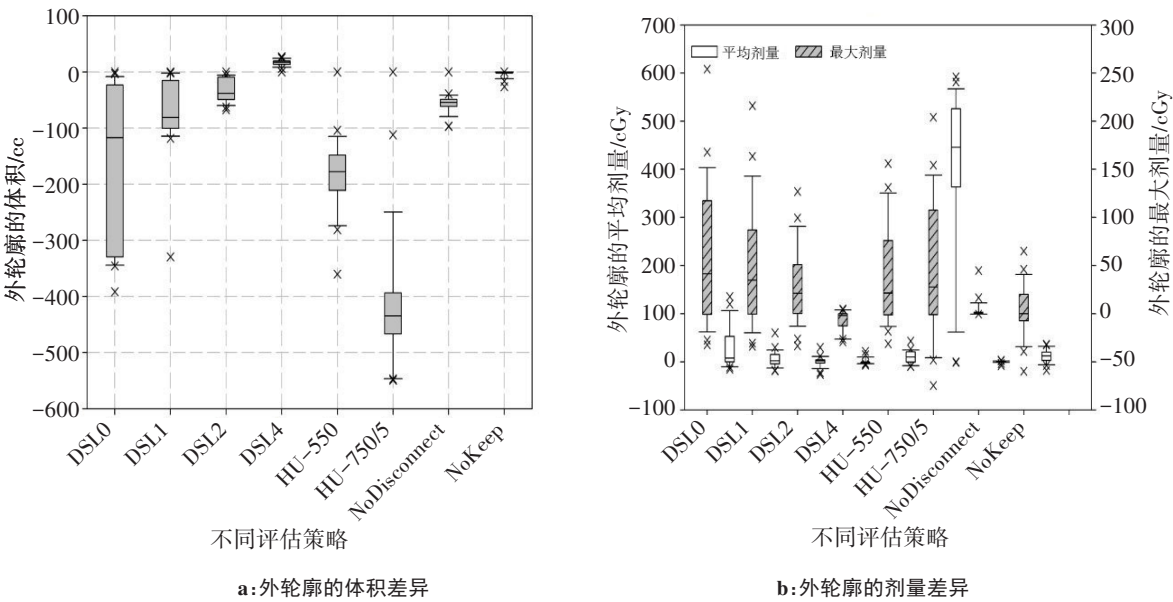 100
0
-100
-200
-300
-400
-500
-600
外轮廓的体积/cc
DSL0
DSL1
DSL2
DSL4
HU-550
HU-750/5
NoDisconnect
NoKeep
不同评估策略
a:外轮廓的体积差异
700
600
500
400
300
200
100
0
-100
外轮廓的平均剂量/cGy
平均剂量
最大剂量
300
250
200
150
100
50
0
-50
-100
外轮廓的最大剂量/cGy
DSL0
DSL1
DSL2
DSL4
HU-550
HU-750/5
NoDisconnect
NoKeep
不同评估策略
b:外轮廓的剂量差异